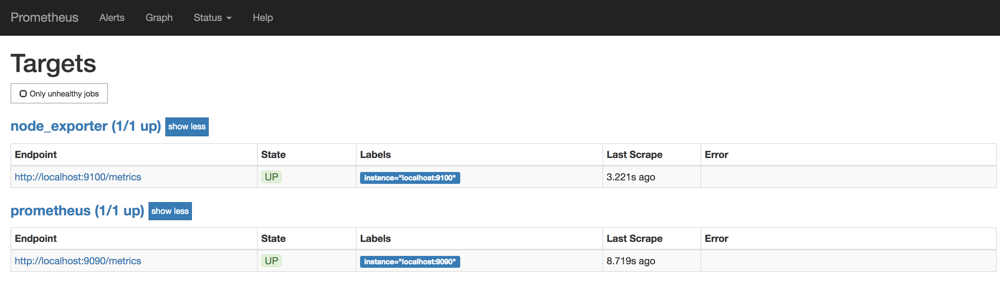 Prometheus Alerts Graph Status Help
Targets
Only unhealthy jobs
node_exporter (1/1 up) show less
Endpoint State Labels Last Scrape Error
http://localhost:9100/metrics UP instance="localhost:9100" 3.221s ago
prometheus (1/1 up) show less
Endpoint State Labels Last Scrape Error
http://localhost:9090/metrics UP instance="localhost:9090" 8.719s ago